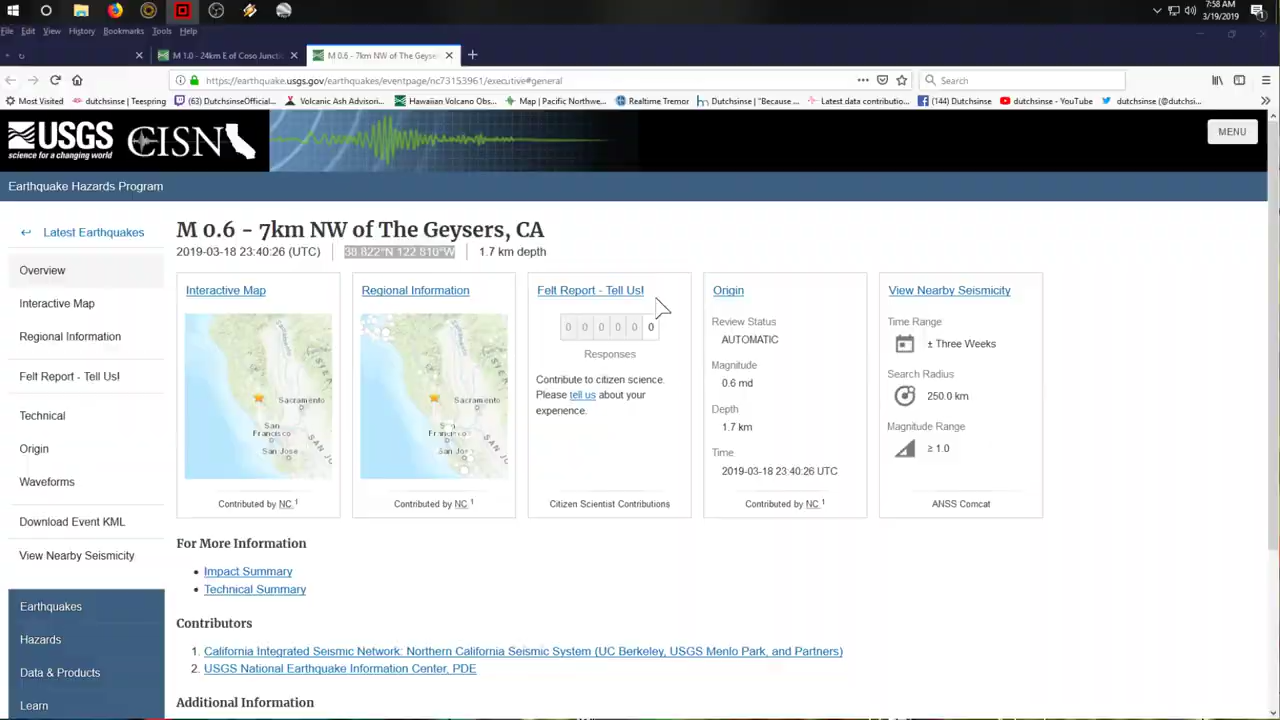 7:58 AM
3/19/2019
File Edit View History Bookmarks Tools Help
M 1.0 - 24km E of Coso Juncti
M 0.6 - 7km NW of The Geyse
https://earthquake.usgs.gov/earthquakes/eventpage/nc73153961/executive#general
Search
Most Visited dutchsinse | Teespring (63) DutchsinseOfficial... Volcanic Ash Advisori... Hawaiian Volcano Obs... Map | Pacific Northwe... Realtime Tremor Dutchsinse | "Because ... Latest data contributio... (144) Dutchsinse dutchsinse - YouTube dutchsinse (@dutchsi...
USGS
science for a changing world
CISN
MENU
Earthquake Hazards Program
Latest Earthquakes
Overview
Interactive Map
Regional Information
Felt Report - Tell Us!
Technical
Origin
Waveforms
Download Event KML
View Nearby Seismicity
Earthquakes
Hazards
Data & Products
Learn
M 0.6 - 7km NW of The Geysers, CA
2019-03-18 23:40:26 (UTC) 38.822°N 122.810°W 1.7 km depth
Interactive Map
Sacramento
San
Francisco
San Jose
Contributed by NC 1
Regional Information
Sacramento
San
San Jose
Contributed by NC 1
Felt Report - Tell Us!
0 0 0 0 0 0
Responses
Contribute to citizen science.
Please tell us about your
experience.
Citizen Scientist Contributions
Origin
Review Status
AUTOMATIC
Magnitude
0.6 md
Depth
1.7 km
Time
2019-03-18 23:40:26 UTC
Contributed by NC 1
View Nearby Seismicity
Time Range
± Three Weeks
Search Radius
250.0 km
Magnitude Range
≥ 1.0
ANSS Comcat
For More Information
Impact Summary
Technical Summary
Contributors
1. California Integrated Seismic Network: Northern California Seismic System (UC Berkeley, USGS Menlo Park, and Partners)
2. USGS National Earthquake Information Center, PDE
Additional Information